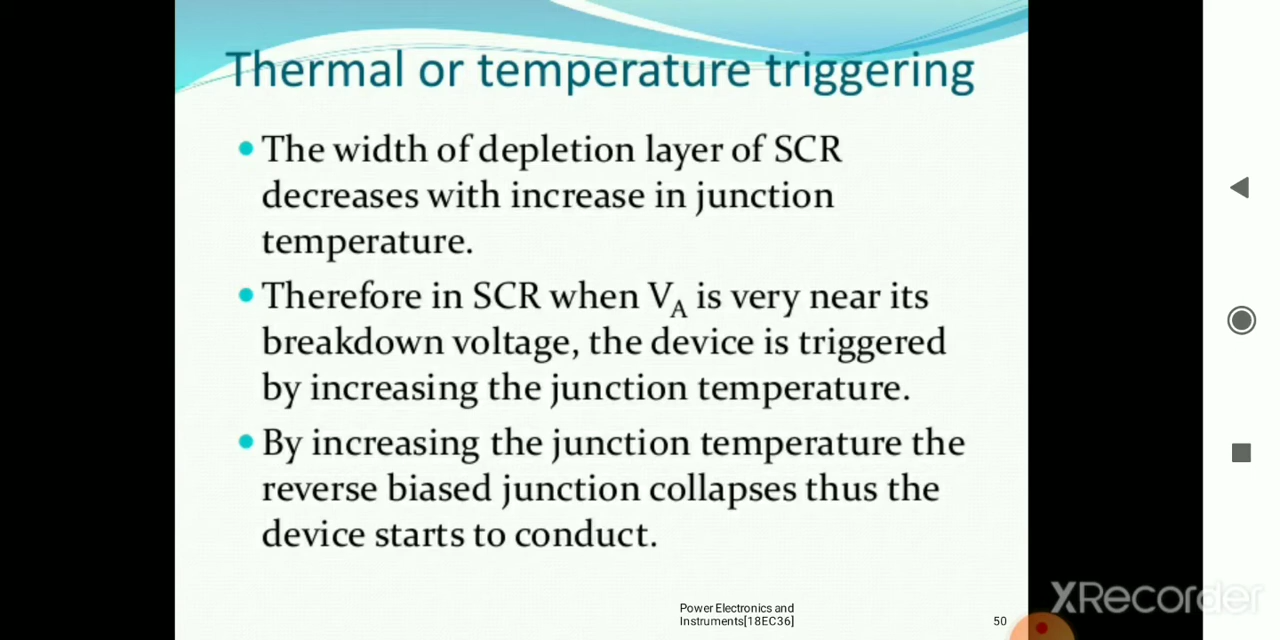 Thermal or temperature triggering
• The width of depletion layer of SCR
decreases with increase in junction
temperature.
• Therefore in SCR when VA is very near its
breakdown voltage, the device is triggered
by increasing the junction temperature.
• By increasing the junction temperature the
reverse biased junction collapses thus the
device starts to conduct.
Power Electronics and
Instruments[18EC36]
50
XRecorder